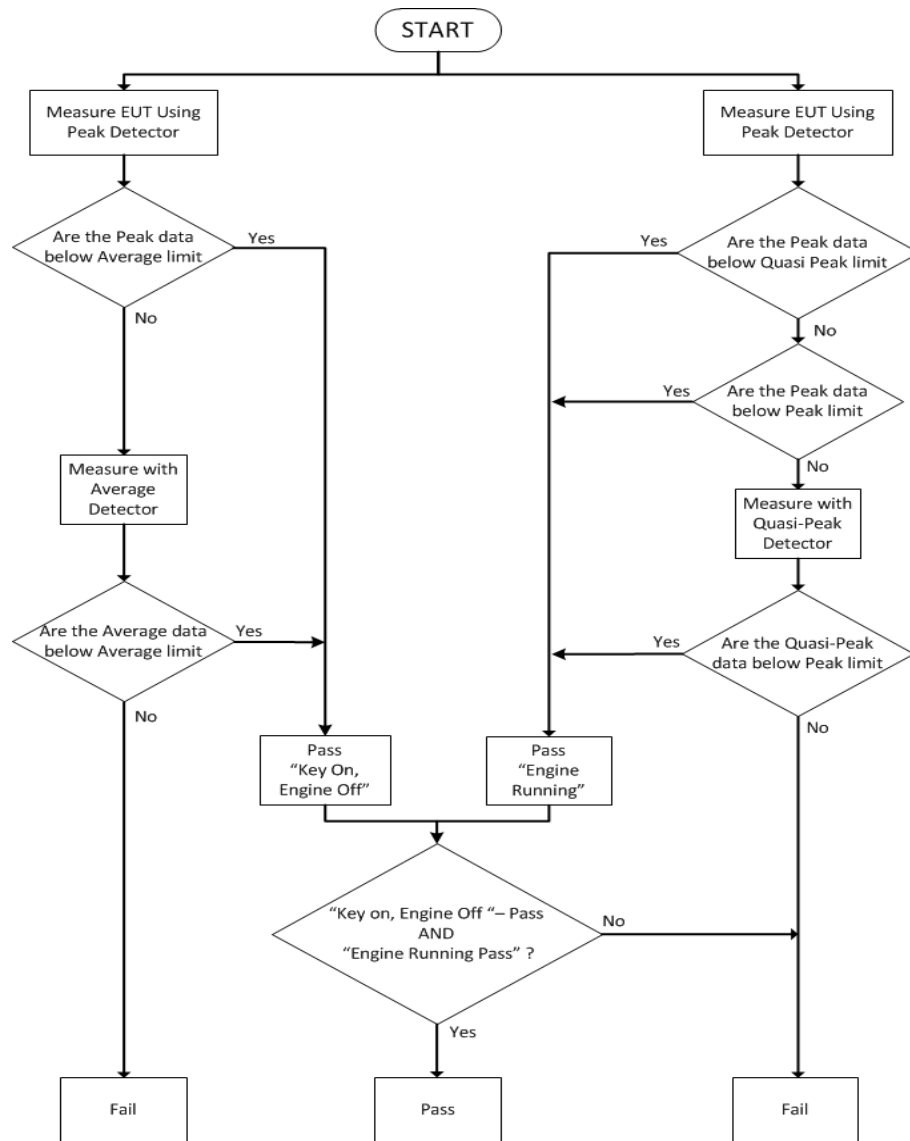 START
Measure EUT Using
Peak Detector
Measure EUT Using
Peak Detector
Are the Peak data
below Average limit
Yes
No
Yes
Are the Peak data
below Quasi Peak limit
No
Yes
Are the Peak data
below Peak limit
No
Measure with
Average
Detector
Measure with
Quasi-Peak
Detector
Are the Average data
below Average limit
Yes
No
Yes
Are the Quasi-Peak
data below Peak limit
No
Pass
“Key On,
Engine Off”
Pass
“Engine
Running”
“Key on, Engine Off “– Pass
AND
“Engine Running Pass” ?
No
Yes
Fail
Pass
Fail